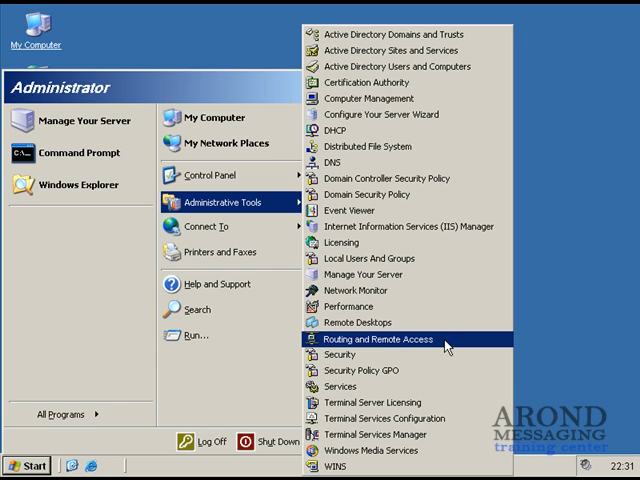 My Computer
Administrator
Manage Your Server
Command Prompt
Windows Explorer
All Programs
My Computer
My Network Places
Control Panel
Administrative Tools
Connect To
Printers and Faxes
Help and Support
Search
Run...
Log Off
Shut Down
Active Directory Domains and Trusts
Active Directory Sites and Services
Active Directory Users and Computers
Certification Authority
Computer Management
Configure Your Server Wizard
DHCP
Distributed File System
DNS
Domain Controller Security Policy
Domain Security Policy
Event Viewer
Internet Information Services (IIS) Manager
Licensing
Local Users And Groups
Manage Your Server
Network Monitor
Performance
Remote Desktops
Routing and Remote Access
Security
Security Policy GPO
Services
Terminal Server Licensing
Terminal Services Configuration
Terminal Services Manager
Windows Media Services
WINS
AROND
MESSAGING
training center
Start
22:31